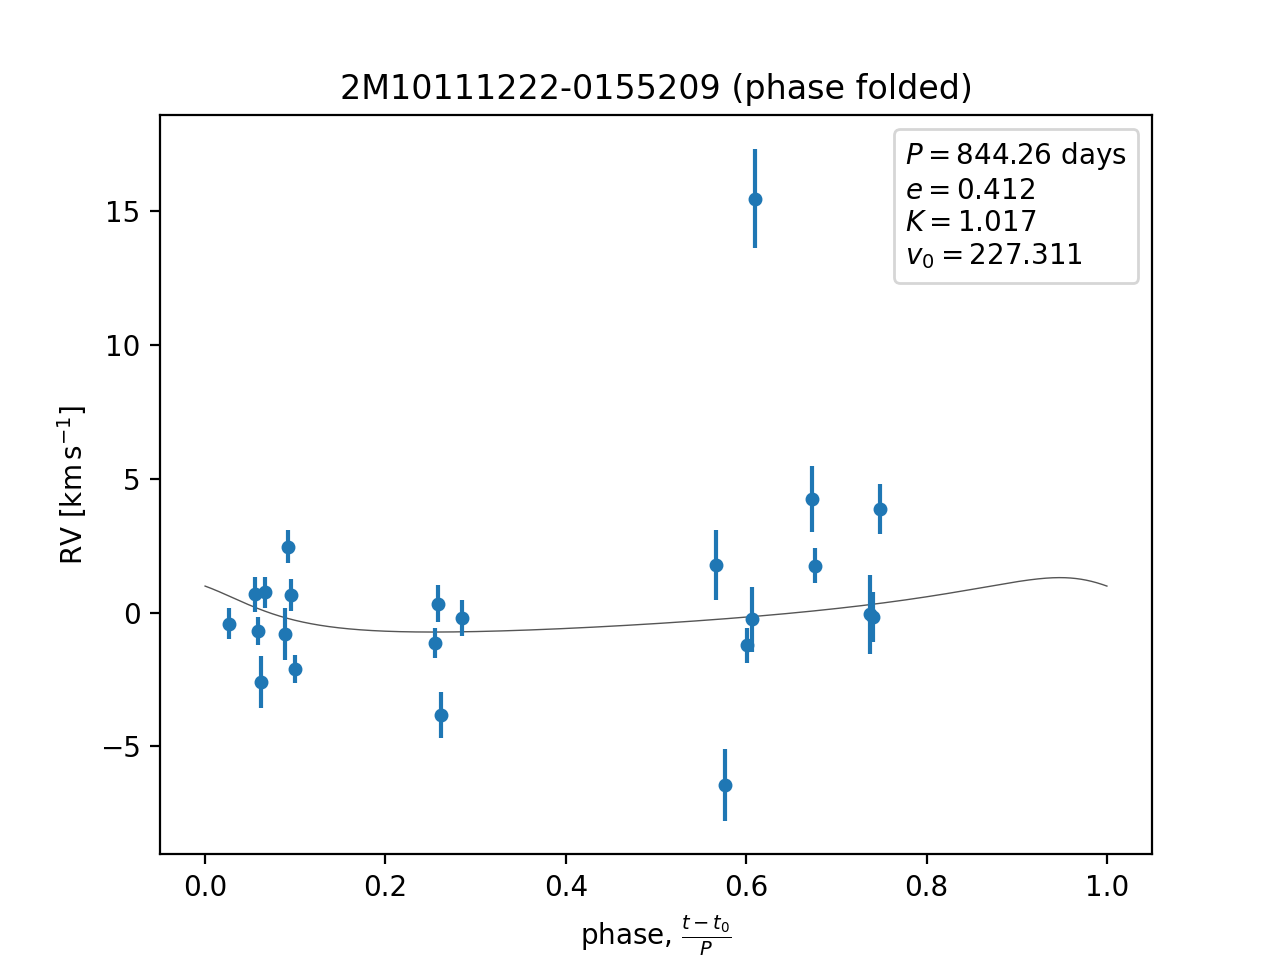 2M10111222-0155209 (phase folded)
P = 844.26 days
e = 0.412
K = 1.017
v₀ = 227.311
RV [km s⁻¹]
15
10
5
0
−5
0.0 0.2 0.4 0.6 0.8 1.0
phase, (t − t₀)/P